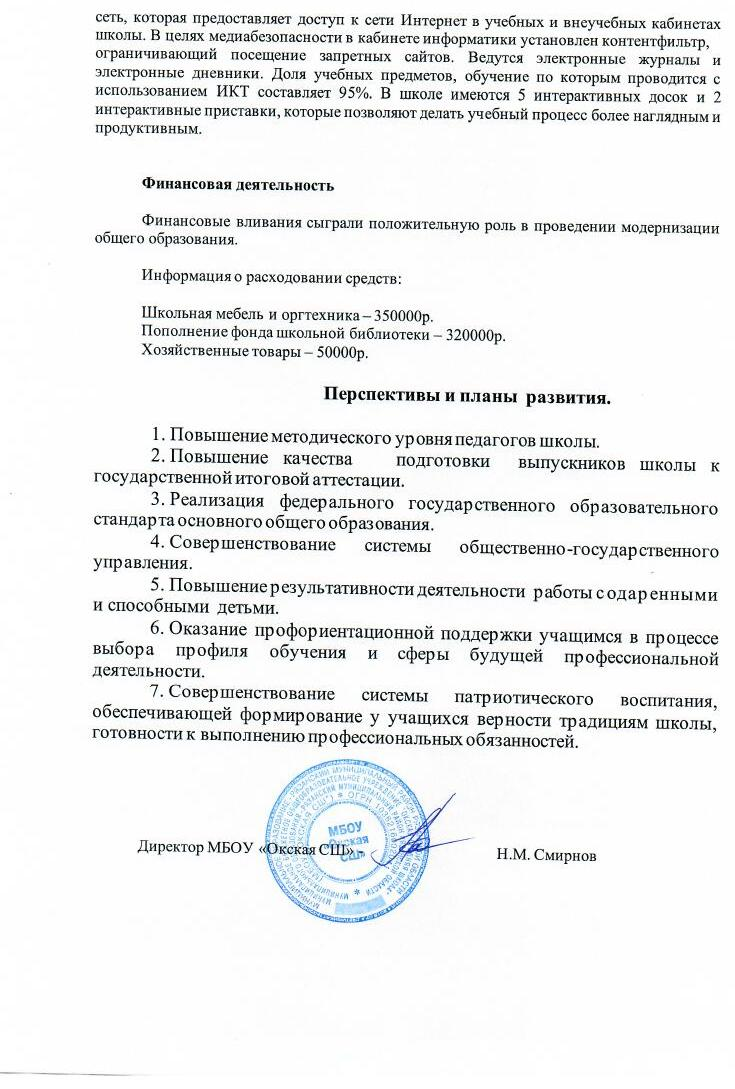 сеть, которая предоставляет доступ к сети Интернет в учебных и внеучебных кабинетах
школы. В целях медиабезопасности в кабинете информатики установлен контентфильтр,
ограничивающий посещение запретных сайтов. Ведутся электронные журналы и
электронные дневники. Доля учебных предметов, обучение по которым проводится с
использованием ИКТ составляет 95%. В школе имеются 5 интерактивных досок и 2
интерактивные приставки, которые позволяют делать учебный процесс более наглядным и
продуктивным.
Финансовая деятельность
Финансовые вливания сыграли положительную роль в проведении модернизации
общего образования.
Информация о расходовании средств:
Школьная мебель и оргтехника – 350000р.
Пополнение фонда школьной библиотеки – 320000р.
Хозяйственные товары – 50000р.
Перспективы и планы развития.
1. Повышение методического уровня педагогов школы.
2. Повышение качества подготовки выпускников школы к
государственной итоговой аттестации.
3. Реализация федерального государственного образовательного
стандарта основного общего образования.
4. Совершенствование системы общественно-государственного
управления.
5. Повышение результативности деятельности работы с одаренными
и способными детьми.
6. Оказание профориентационной поддержки учащимся в процессе
выбора профиля обучения и сферы будущей профессиональной
деятельности.
7. Совершенствование системы патриотического воспитания,
обеспечивающей формирование у учащихся верности традициям школы,
готовности к выполнению профессиональных обязанностей.
МБОУ
«Окская
СШ»
Директор МБОУ «Окская СШ» -
Н.М. Смирнов